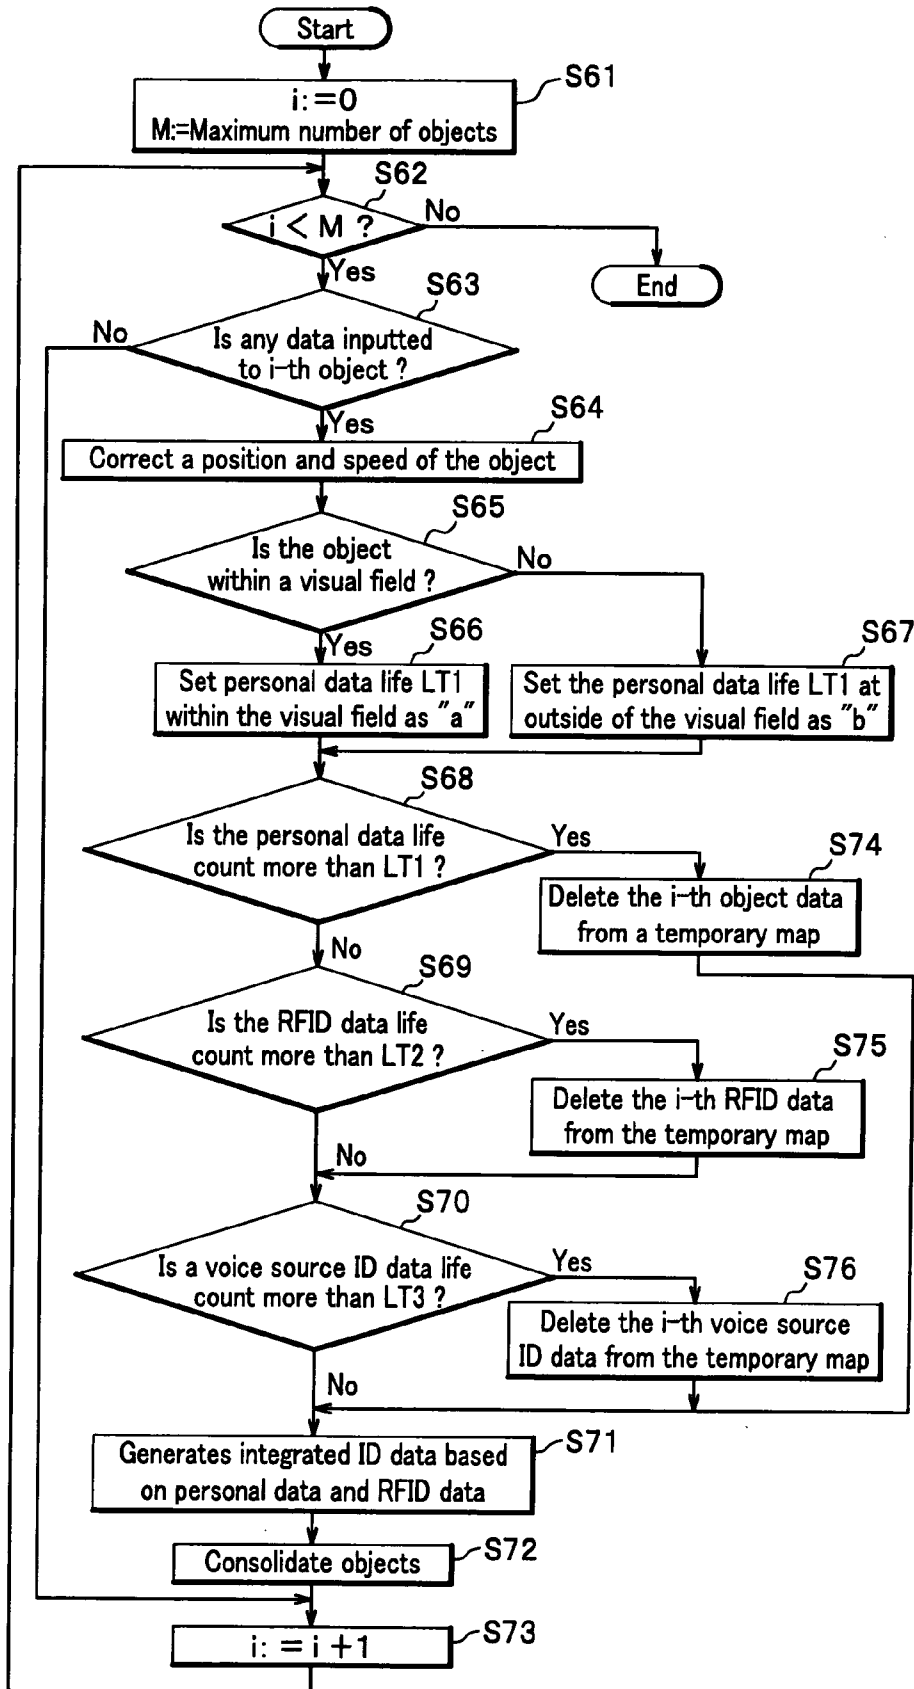 Start
S61
i:=0
M:=Maximum number of objects
S62
i < M ?
No
Yes
End
S63
No
Is any data inputted
to i-th object ?
Yes
S64
Correct a position and speed of the object
S65
Is the object
within a visual field ?
No
Yes
S66
Set personal data life LT1
within the visual field as "a"
S67
Set the personal data life LT1 at
outside of the visual field as "b"
S68
Is the personal data life
count more than LT1 ?
Yes
No
S74
Delete the i-th object data
from a temporary map
S69
Is the RFID data life
count more than LT2 ?
Yes
No
S75
Delete the i-th RFID data
from the temporary map
S70
Is a voice source ID data life
count more than LT3 ?
Yes
No
S76
Delete the i-th voice source
ID data from the temporary map
S71
Generates integrated ID data based
on personal data and RFID data
S72
Consolidate objects
S73
i: = i +1